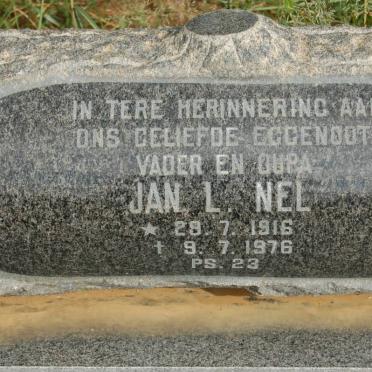 IN TERE HERINNERING AAN
ONS GELIEFDE EGGENOOT
VADER EN OUPA
JAN L. NEL
* 28. 7. 1916
† 9. 7. 1976
PS. 23